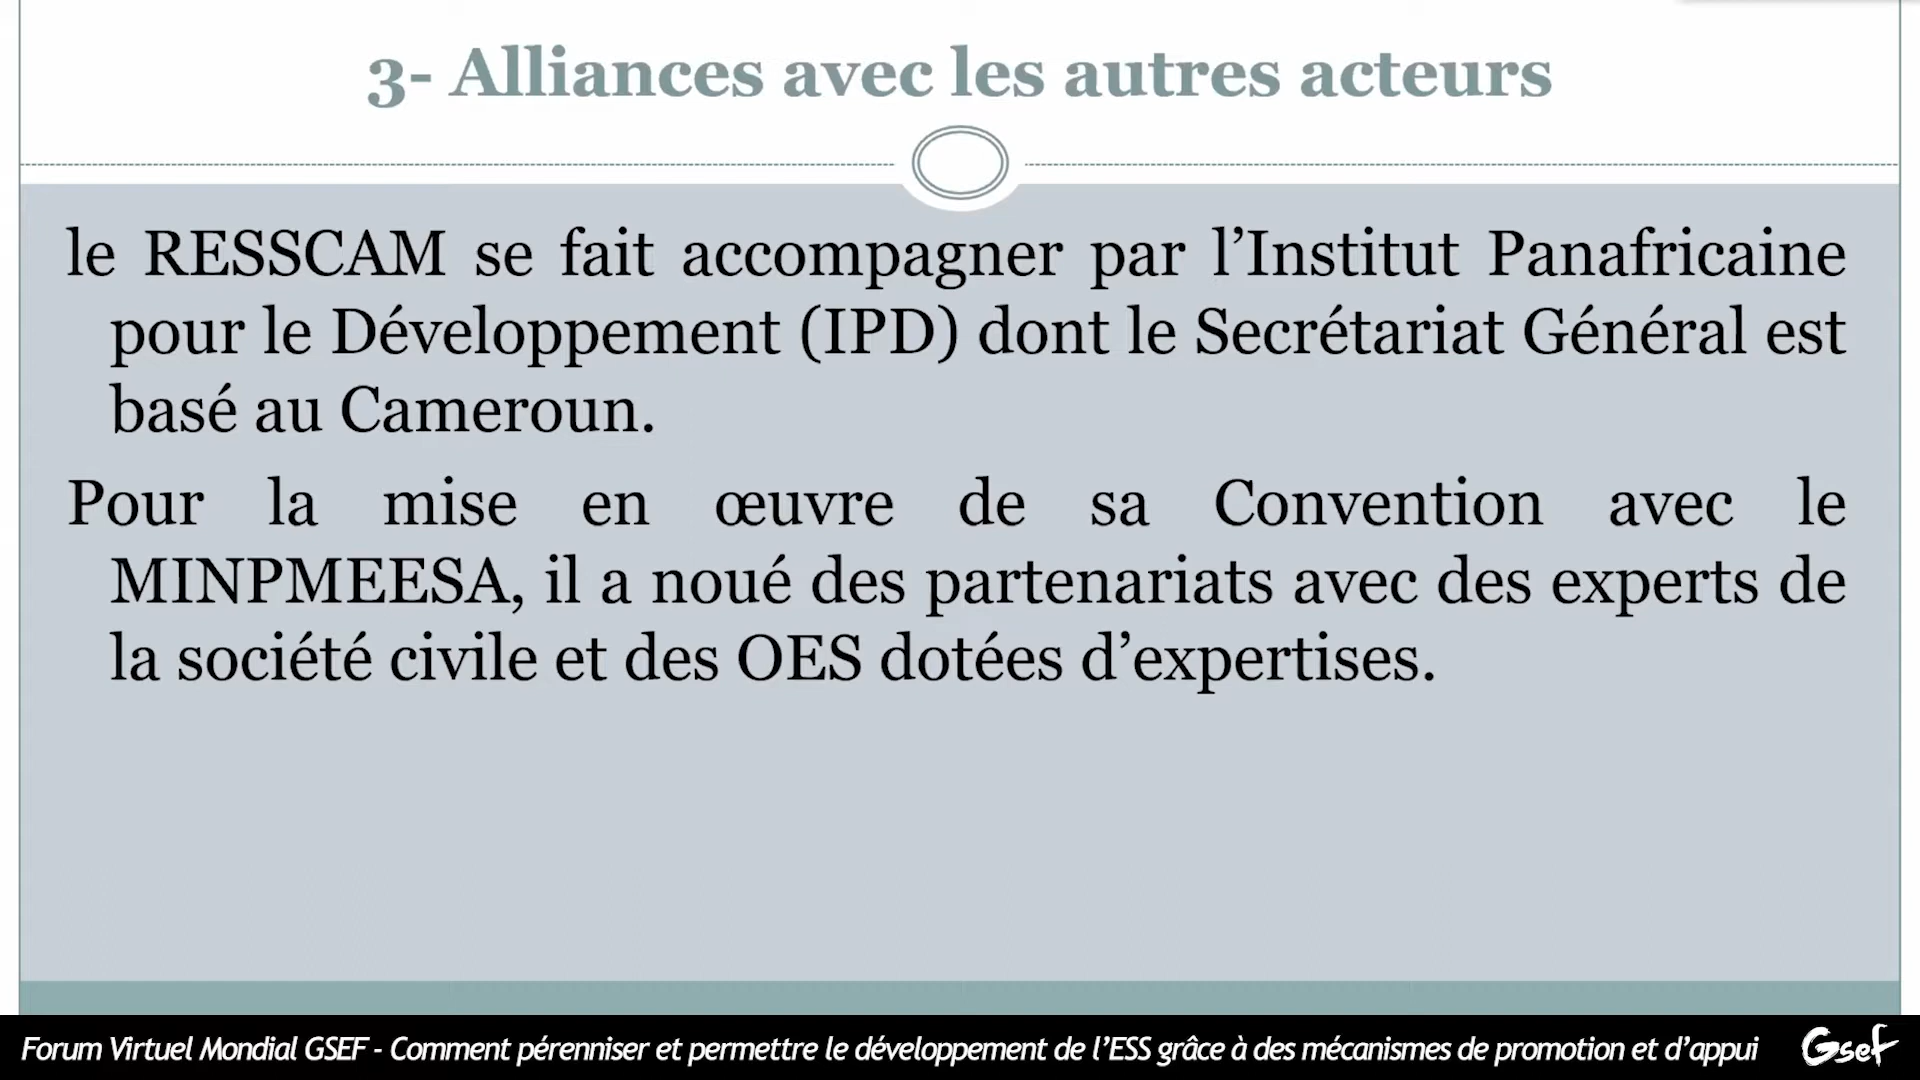 3- Alliances avec les autres acteurs
le RESSCAM se fait accompagner par l’Institut Panafricaine
pour le Développement (IPD) dont le Secrétariat Général est
basé au Cameroun.
Pour la mise en œuvre de sa Convention avec le
MINPMEESA, il a noué des partenariats avec des experts de
la société civile et des OES dotées d’expertises.
Forum Virtuel Mondial GSEF - Comment pérenniser et permettre le développement de l’ESS grâce à des mécanismes de promotion et d’appui
Gsef